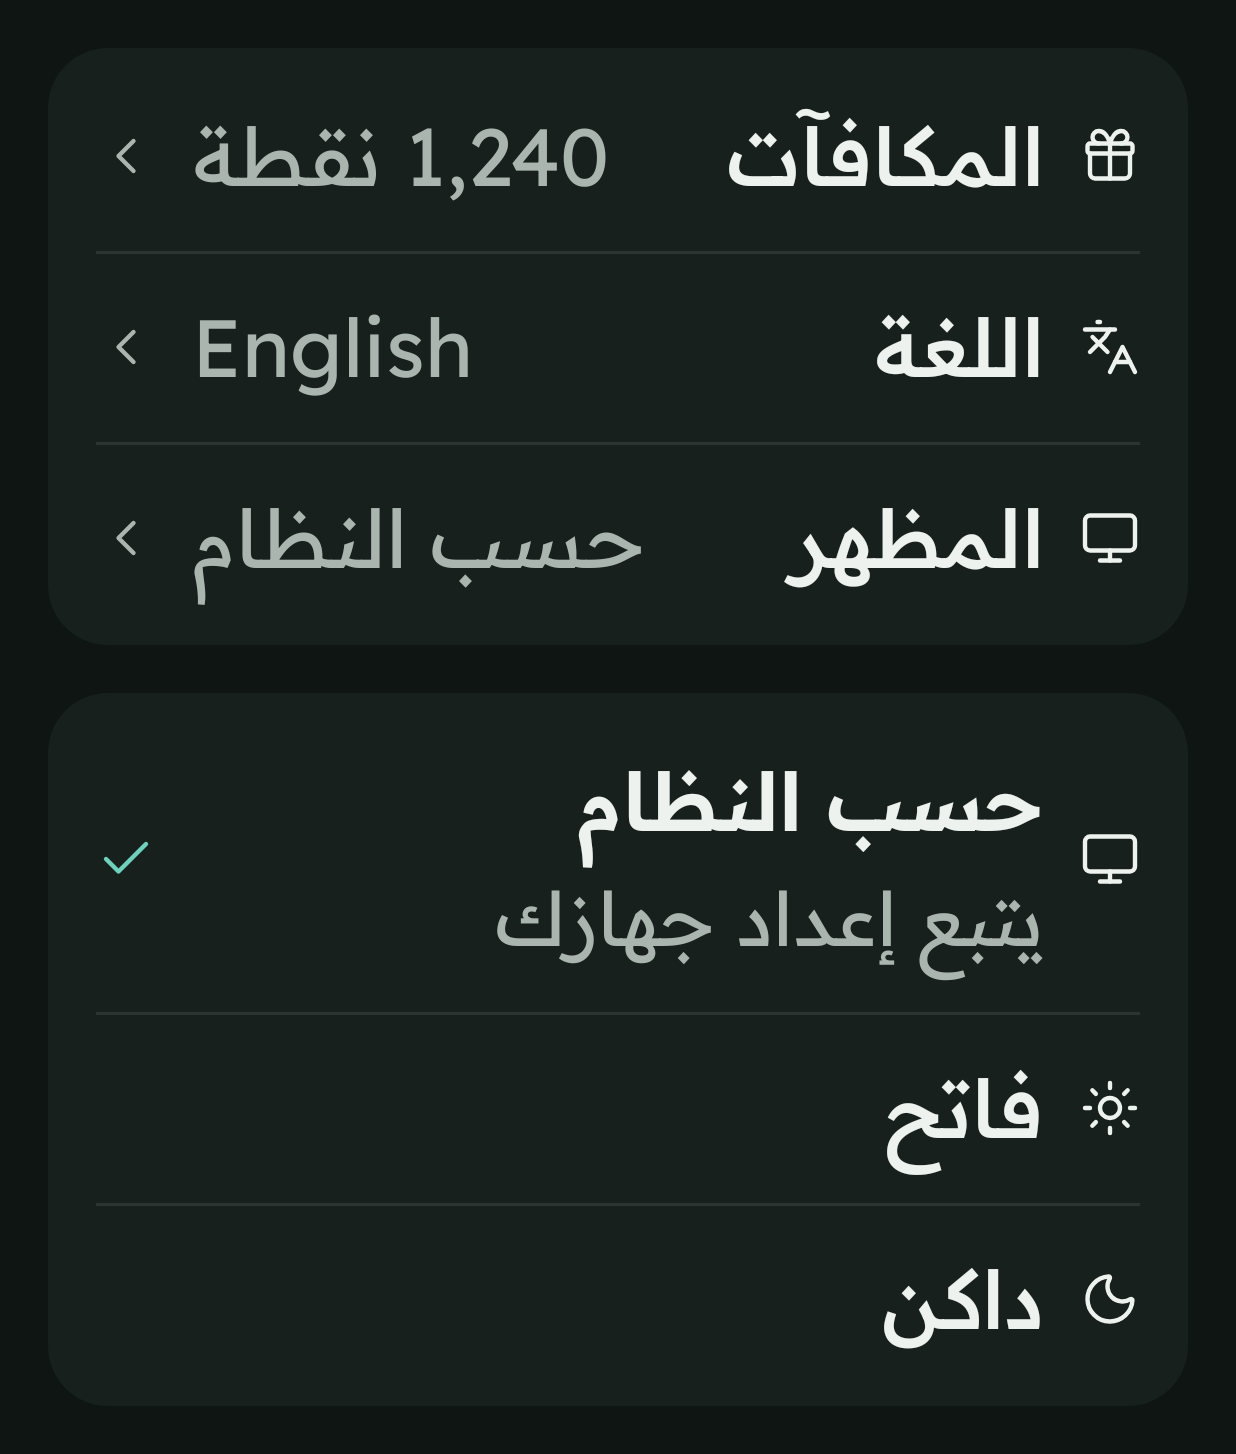 المكافآت 1,240 نقطة
اللغة English
المظهر حسب النظام
حسب النظام
يتبع إعداد جهازك
فاتح
داكن